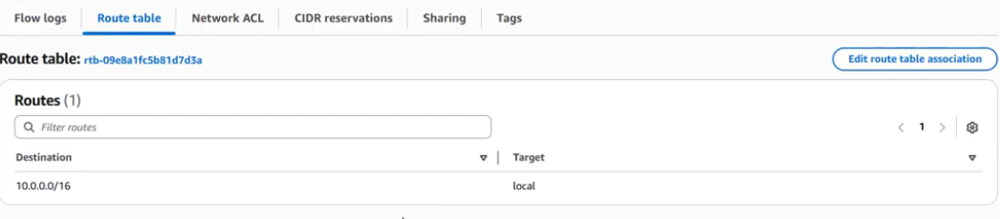 Flow logs Route table Network ACL CIDR reservations Sharing Tags
Route table: rtb-09e8a1fc5b81d7d3a Edit route table association
Routes (1)
Filter routes 1
Destination Target
10.0.0.0/16 local